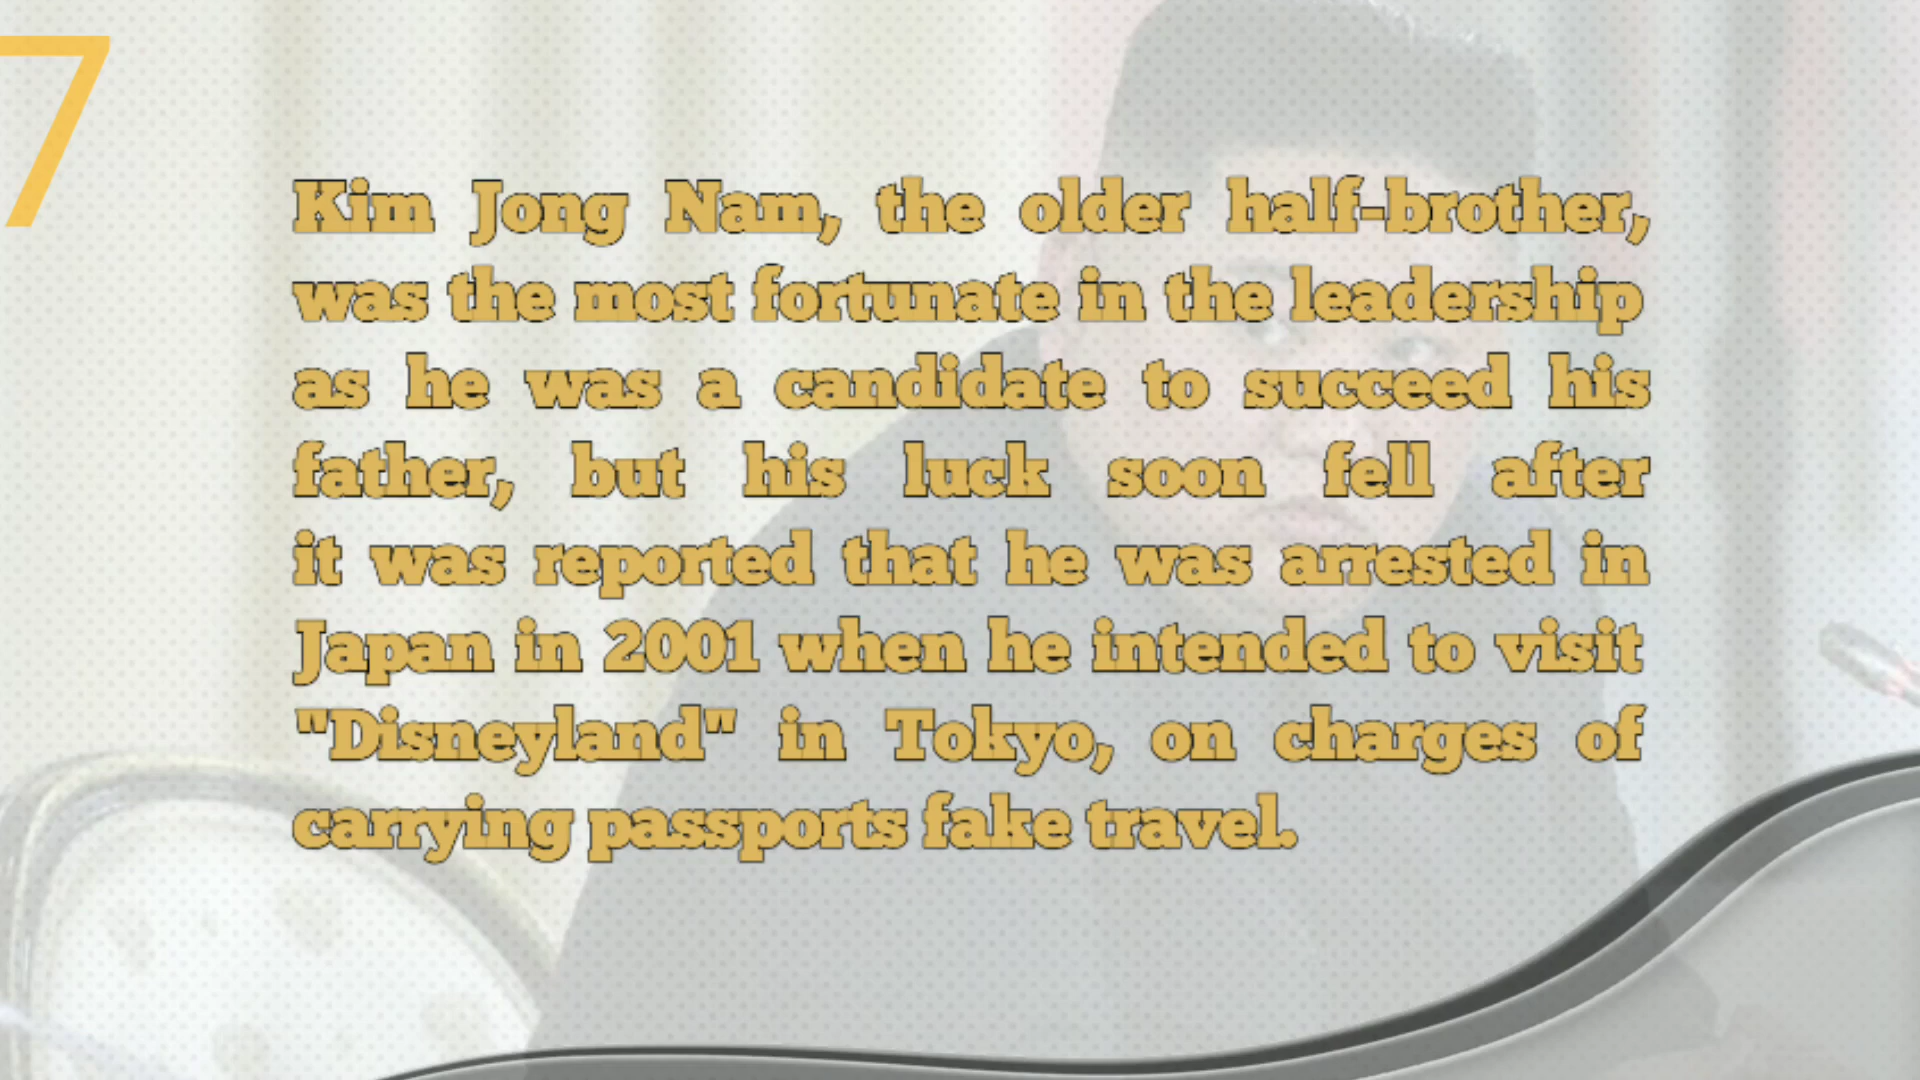 7
Kim Jong Nam, the older half-brother,
was the most fortunate in the leadership
as he was a candidate to succeed his
father, but his luck soon fell after
it was reported that he was arrested in
Japan in 2001 when he intended to visit
"Disneyland" in Tokyo, on charges of
carrying passports fake travel.